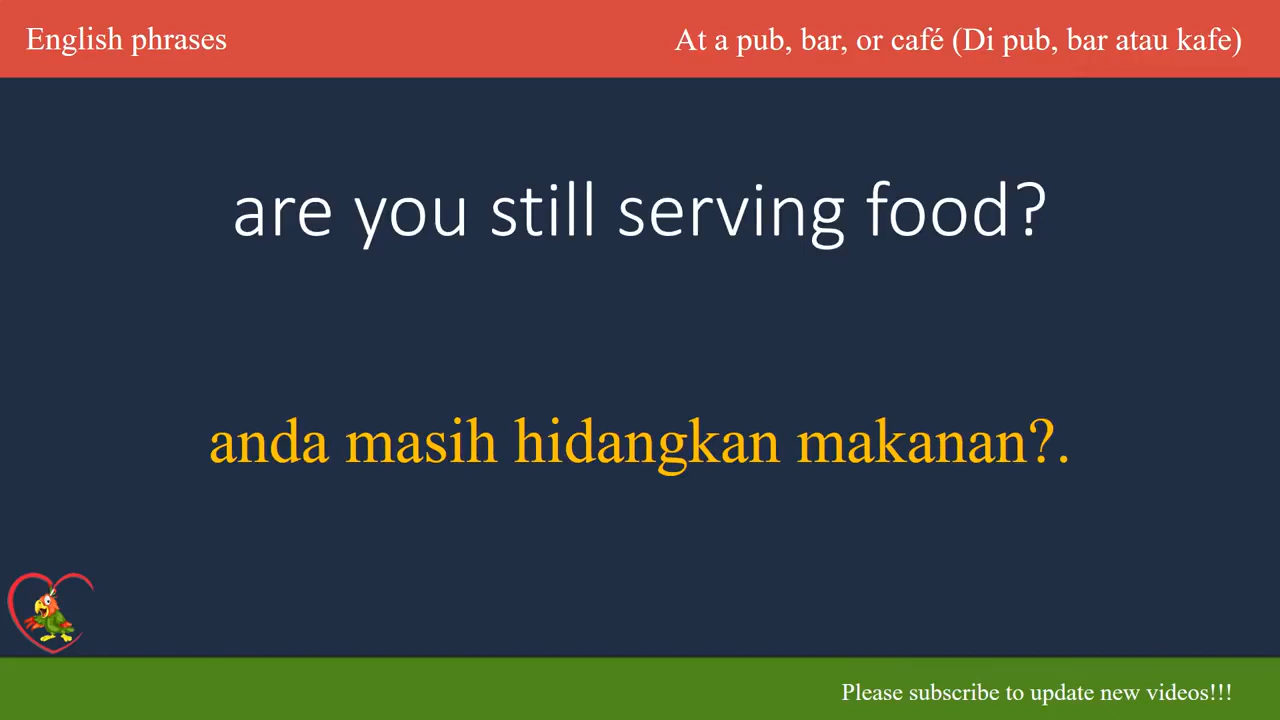 English phrases
At a pub, bar, or café (Di pub, bar atau kafe)
are you still serving food?
anda masih hidangkan makanan?.
Please subscribe to update new videos!!!